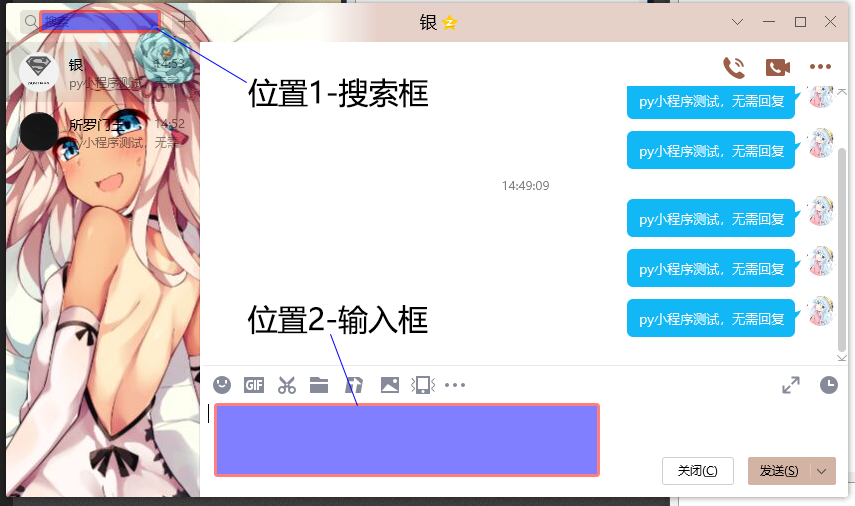 搜索
银
银
14:53
py小程序测试，无需
所罗门王
14:52
py小程序测试，无需
位置1-搜索框
py小程序测试，无需回复
py小程序测试，无需回复
14:49:09
py小程序测试，无需回复
py小程序测试，无需回复
py小程序测试，无需回复
位置2-输入框
GIF
关闭(C)
发送(S)